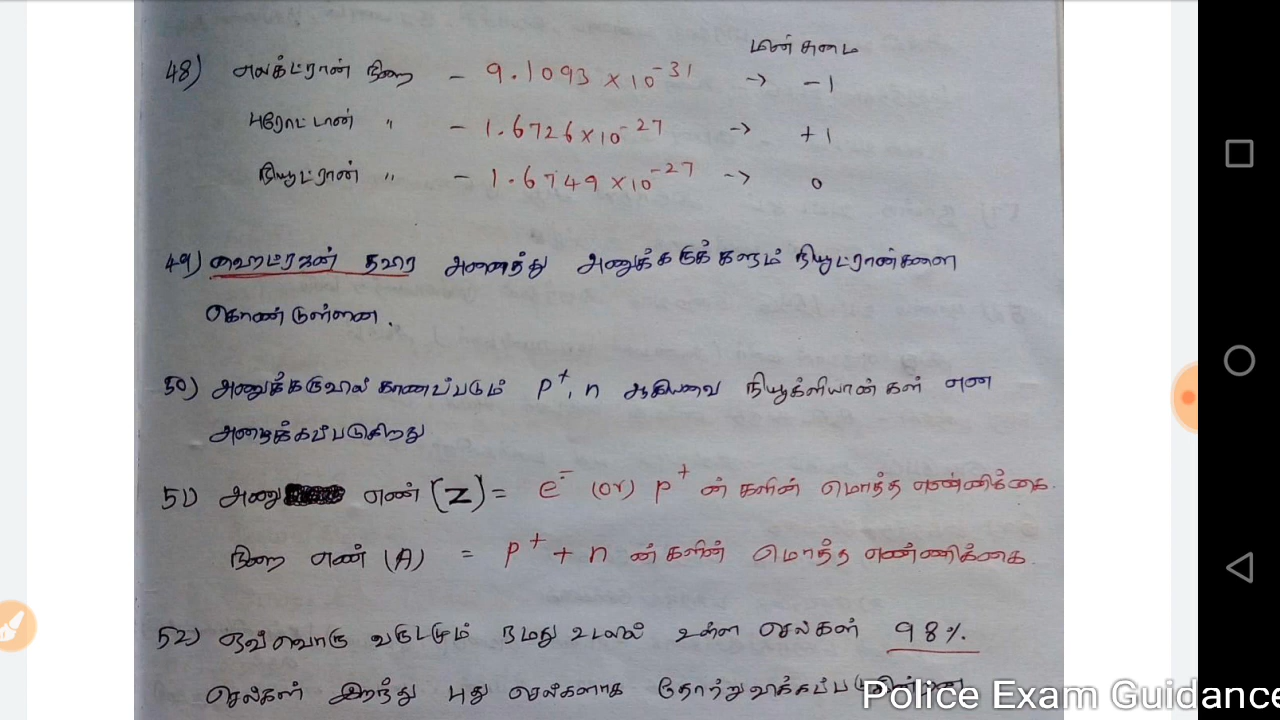 மின்சுமை
48) எலக்ட்ரான் நிறை - 9.1093 × 10⁻³¹ -> -1
புரோட்டான் " - 1.6726 × 10⁻²⁷ -> +1
நியூட்ரான் " - 1.6749 × 10⁻²⁷ -> 0
49) ஹைட்ரஜன் தவிர அனைத்து அணுக்கருக்களும் நியூட்ரான்களை
கொண்டுள்ளன.
50) அணுக்கருவில் காணப்படும் p⁺, n ஆகியவை நியூக்ளியான்கள் என
அழைக்கப்படுகிறது
51) அணு எண் (Z) = e⁻ (or) p⁺ ன்களின் மொத்த எண்ணிக்கை.
நிறை எண் (A) = p⁺ + n ன்களின் மொத்த எண்ணிக்கை
52) ஒவ்வொரு வருடமும் நமது உடலில் உள்ள செல்கள் 98%
செல்கள் இறந்து புது செல்களாக
Police Exam Guidance